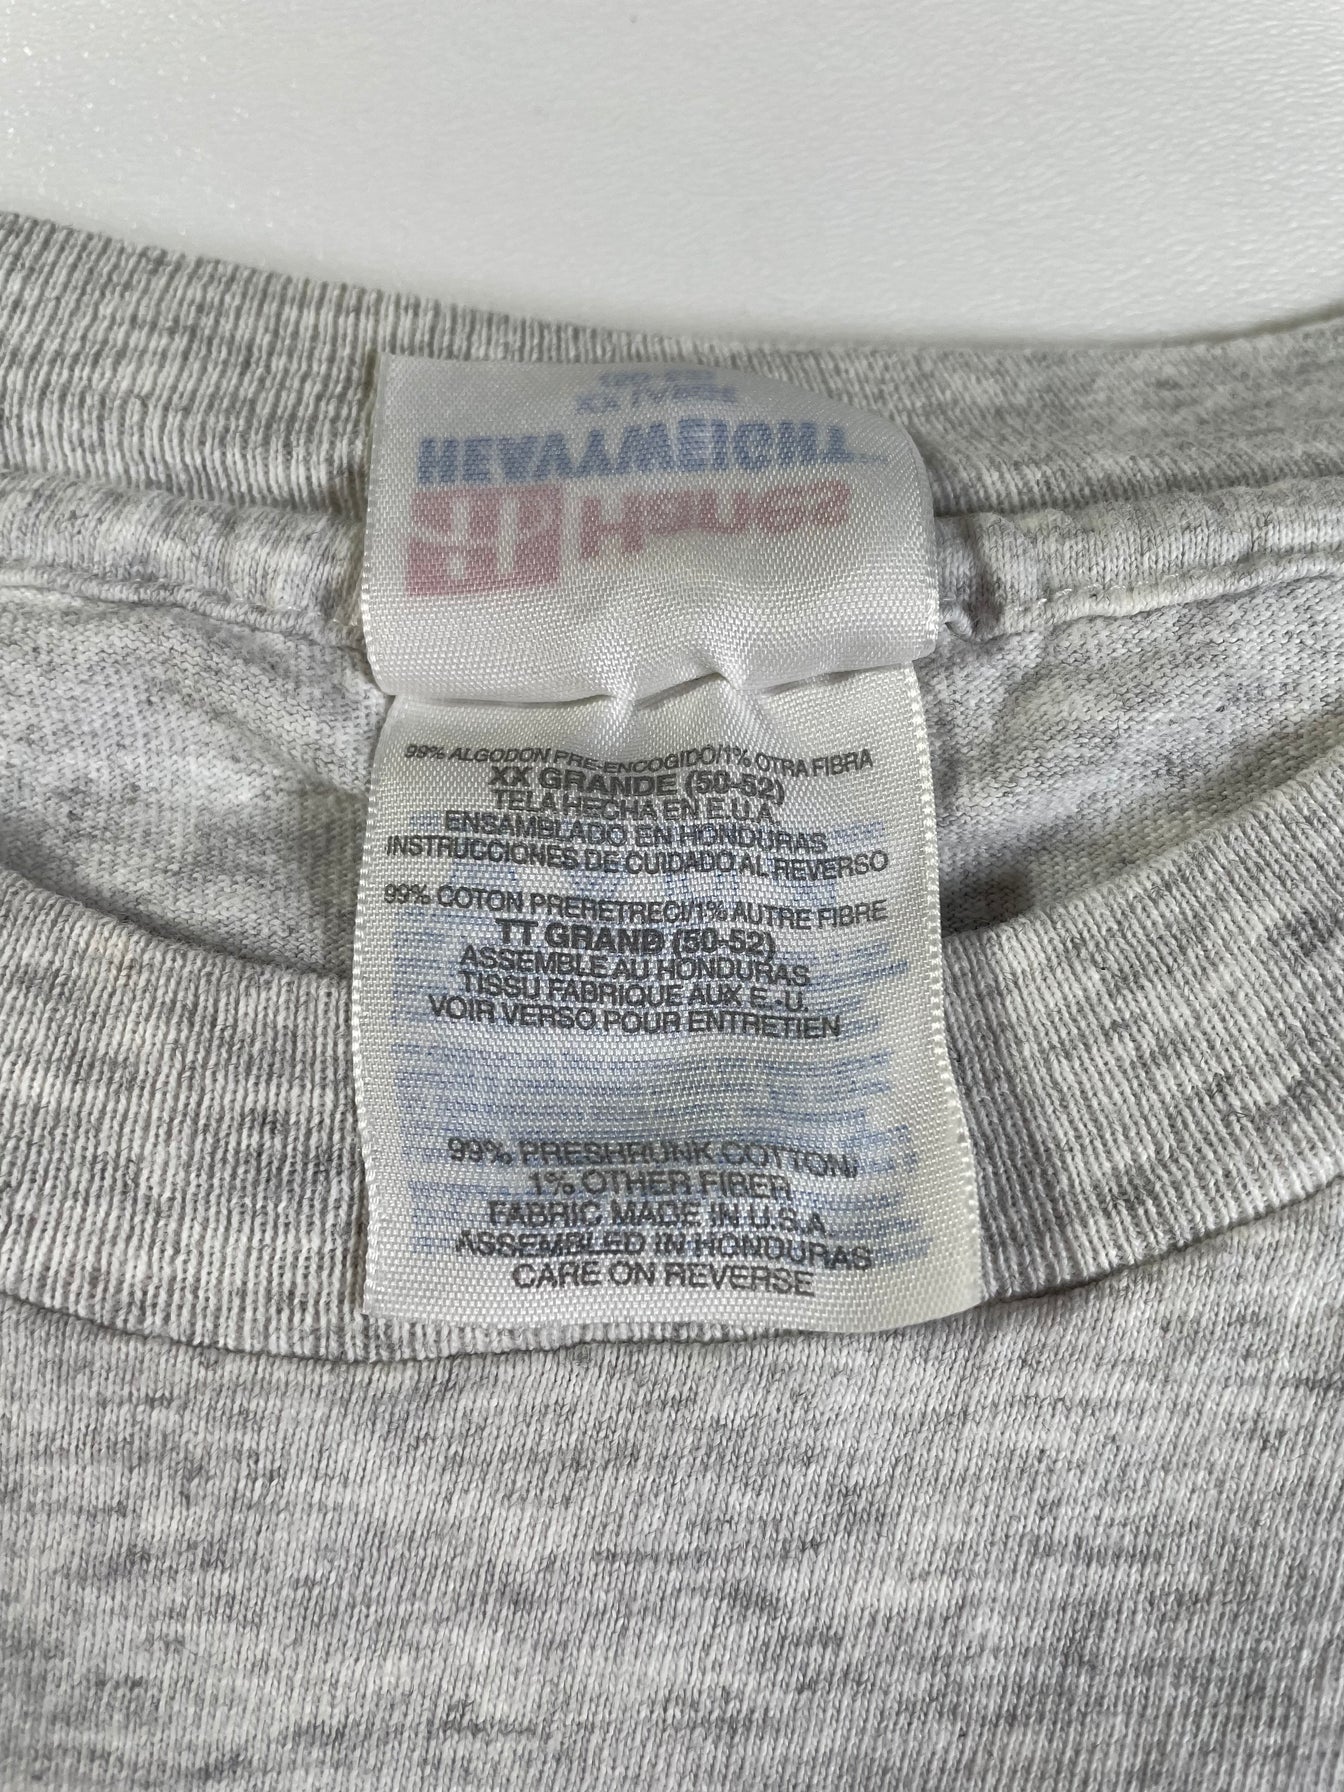 HEAVYWEIGHT
Hanes
99% ALGODON PRE-ENCOGIDO/1% OTRA FIBRA
XX GRANDE (50-52)
TELA HECHA EN E.U.A.
ENSAMBLADO EN HONDURAS
INSTRUCCIONES DE CUIDADO AL REVERSO
99% COTON PRERETRECI/1% AUTRE FIBRE
TT GRAND (50-52)
ASSEMBLE AU HONDURAS
TISSU FABRIQUE AUX E.-U.
VOIR VERSO POUR ENTRETIEN
99% PRESHRUNK COTTON/
1% OTHER FIBER
FABRIC MADE IN U.S.A
ASSEMBLED IN HONDURAS
CARE ON REVERSE